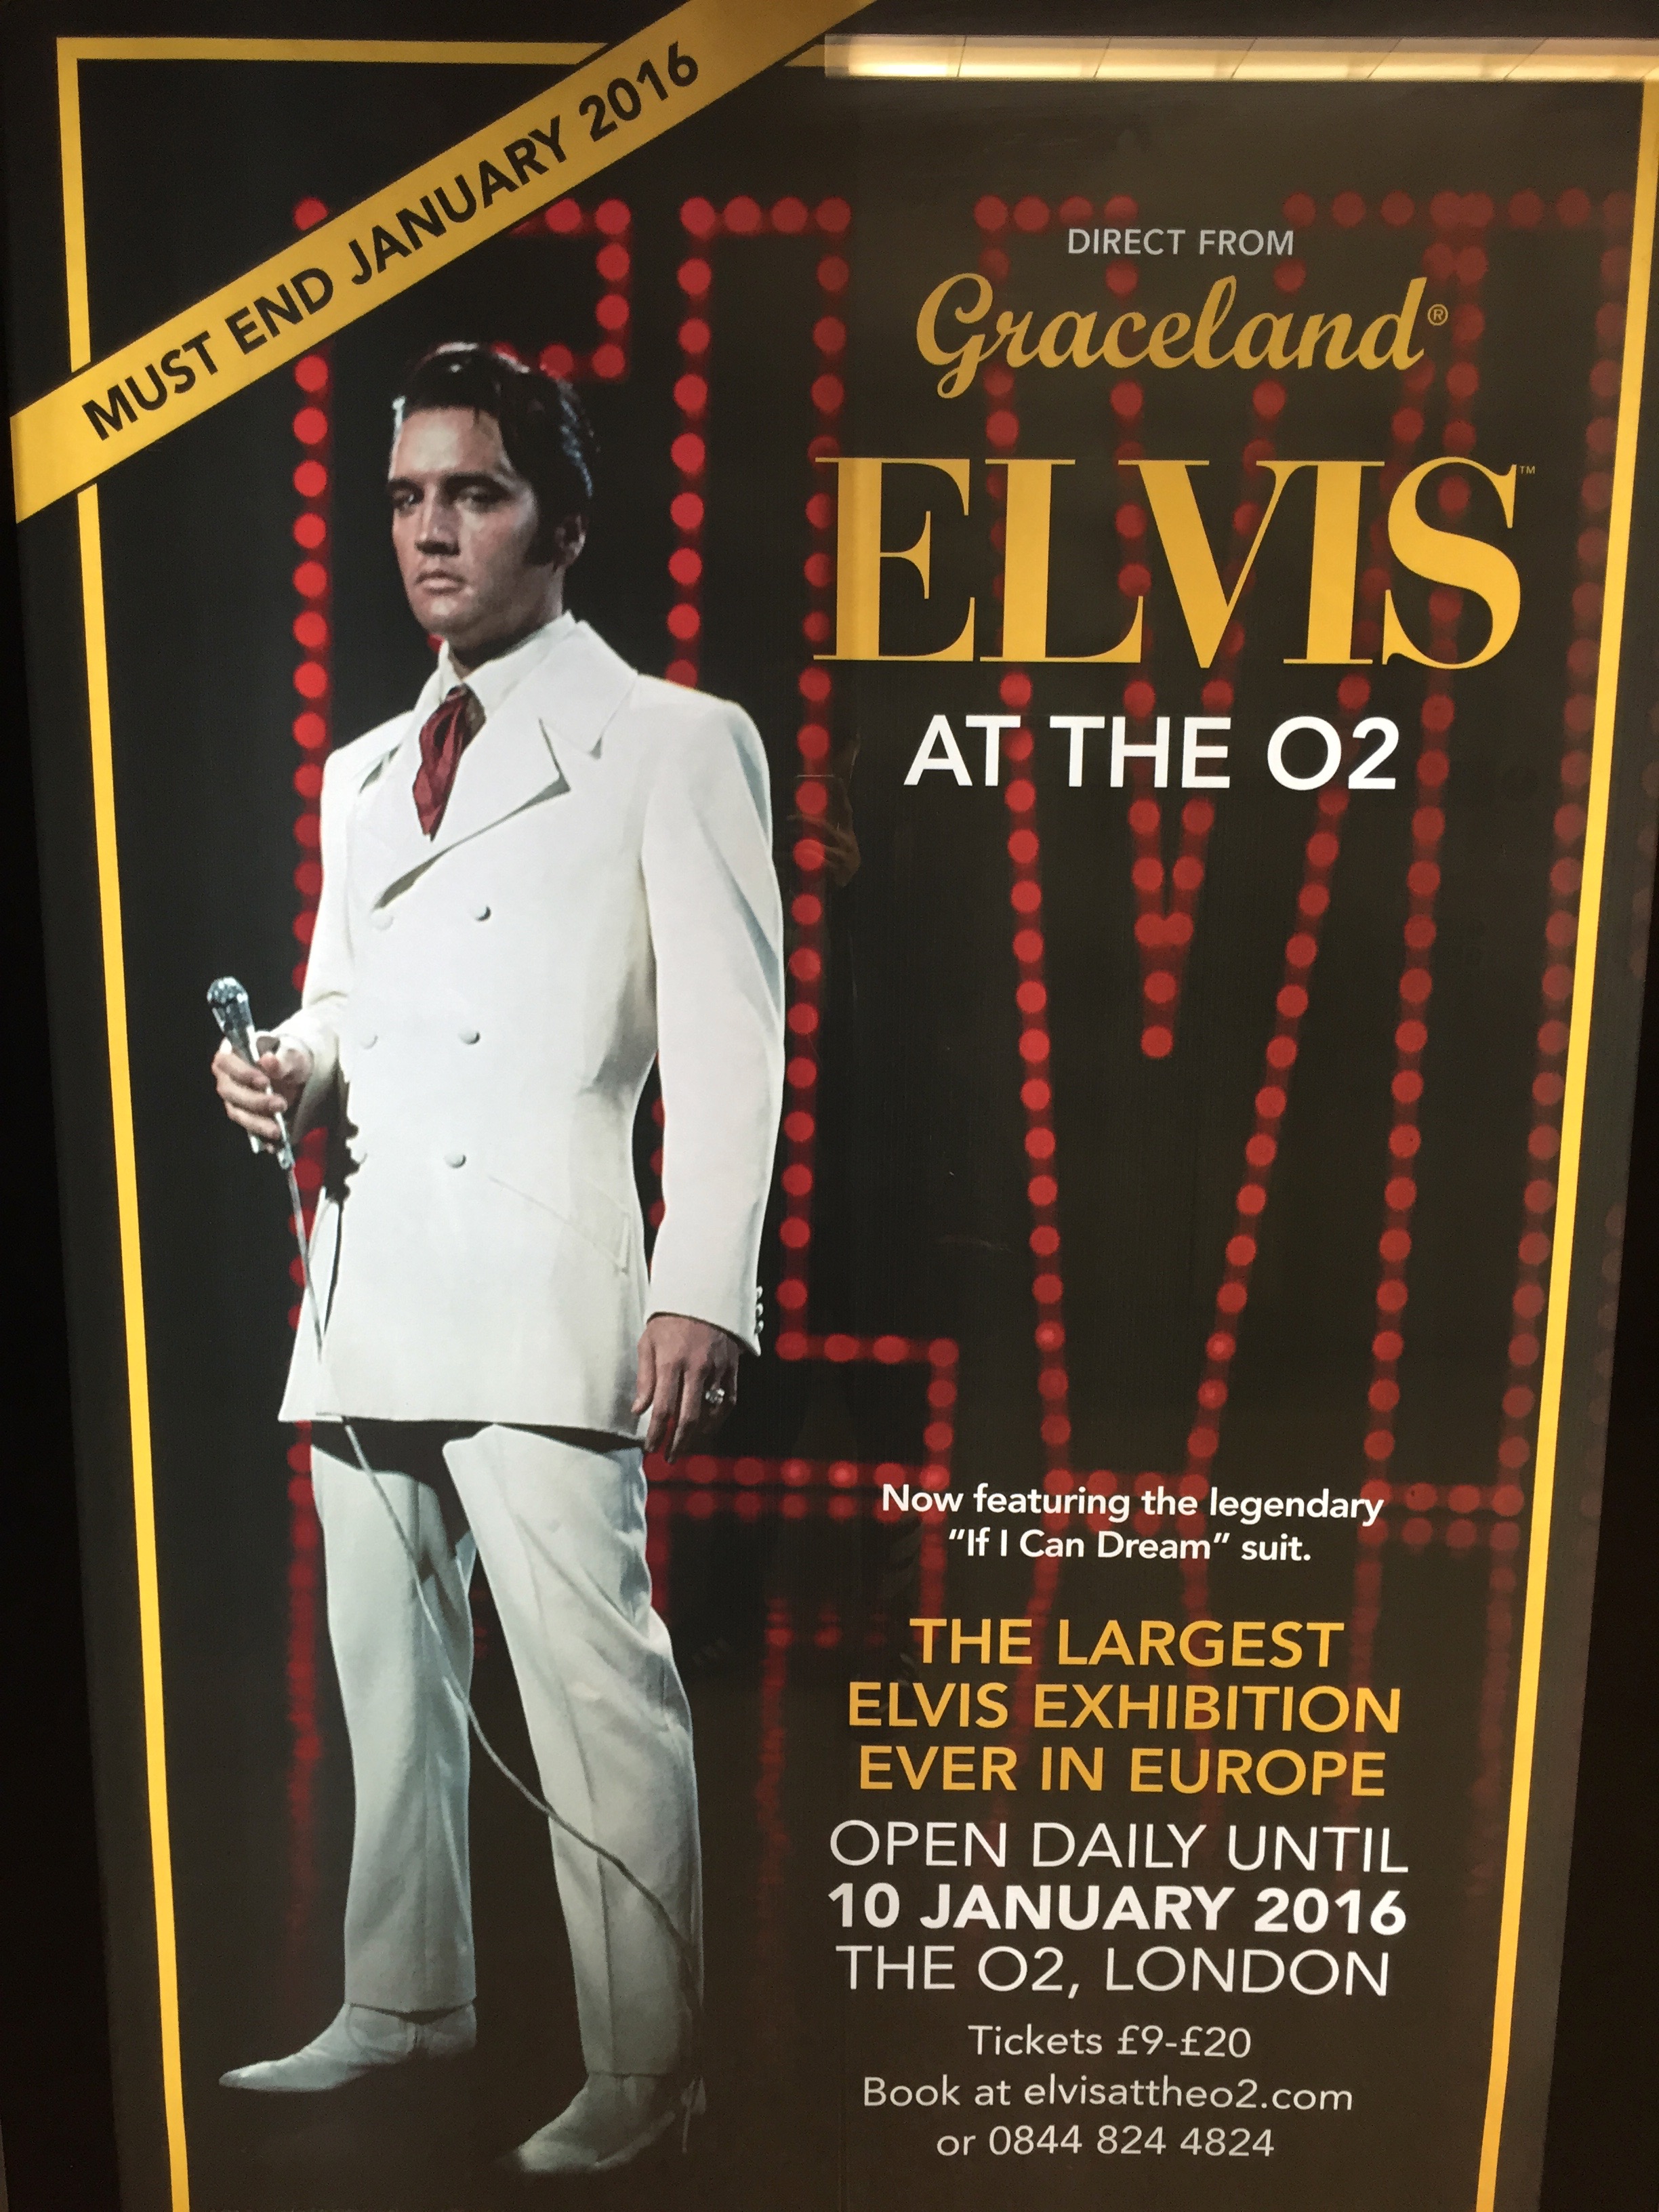 MUST END JANUARY 2016
DIRECT FROM
Graceland®
ELVIS™
AT THE O2
Now featuring the legendary
“If I Can Dream” suit.
THE LARGEST
ELVIS EXHIBITION
EVER IN EUROPE
OPEN DAILY UNTIL
10 JANUARY 2016
THE O2, LONDON
Tickets £9-£20
Book at elvisattheo2.com
or 0844 824 4824